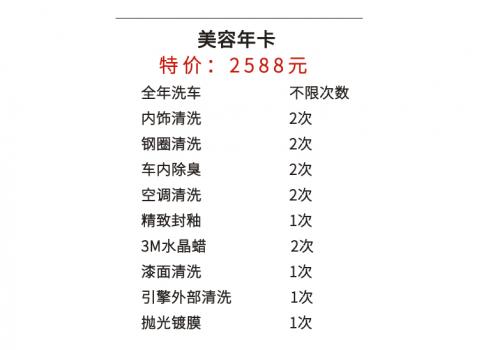 美容年卡
特价：2588元
全年洗车 不限次数
内饰清洗 2次
钢圈清洗 2次
车内除臭 2次
空调清洗 2次
精致封釉 1次
3M水晶蜡 2次
漆面清洗 1次
引擎外部清洗 1次
抛光镀膜 1次